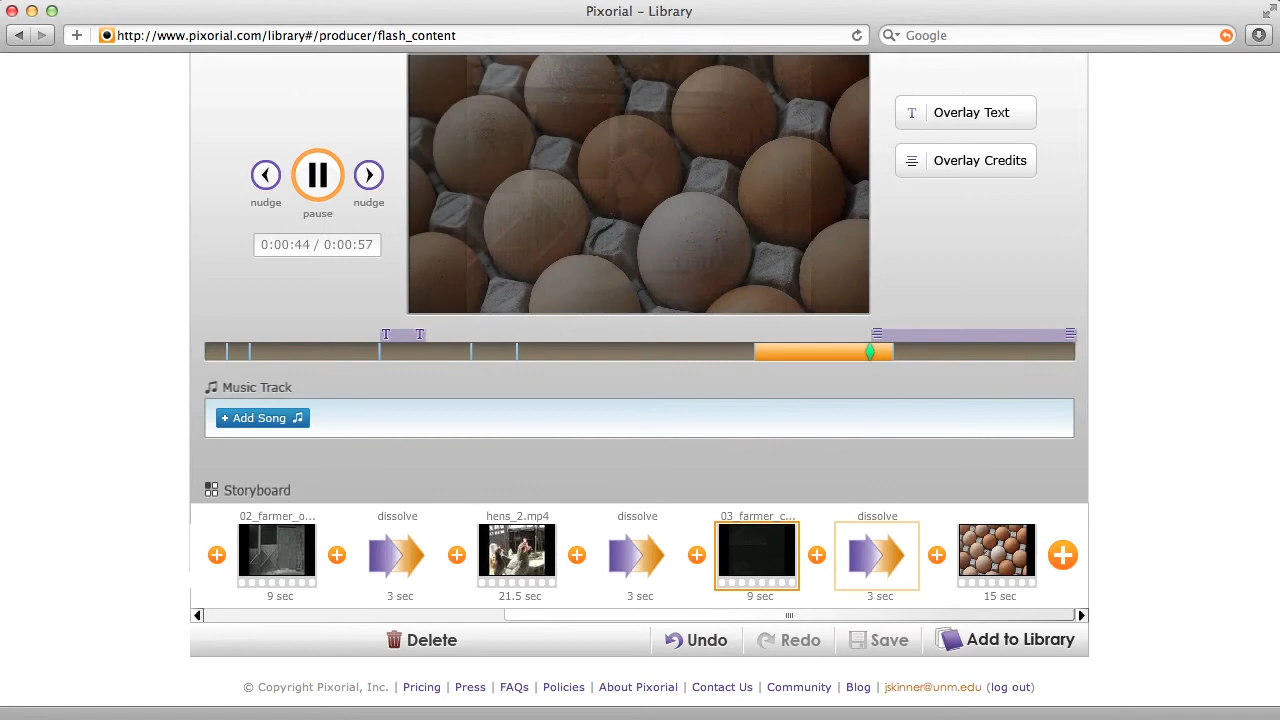 Pixorial – Library
http://www.pixorial.com/library#/producer/flash_content
Google
T Overlay Text
Overlay Credits
nudge
pause
nudge
0:00:44 / 0:00:57
T T
Music Track
+ Add Song
Storyboard
02_farmer_o... dissolve hens_2.mp4 dissolve 03_farmer_c... dissolve
9 sec 3 sec 21.5 sec 3 sec 9 sec 3 sec 15 sec
Delete Undo Redo Save Add to Library
© Copyright Pixorial, Inc. | Pricing | Press | FAQs | Policies | About Pixorial | Contact Us | Community | Blog | jskinner@unm.edu (log out)